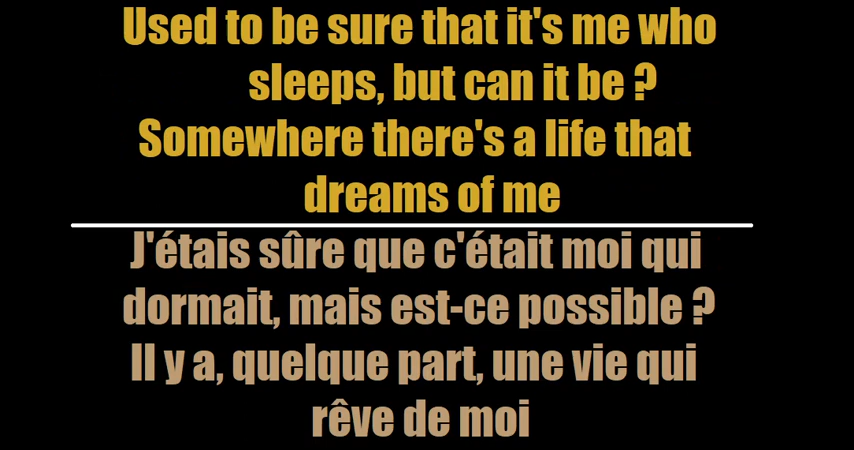 Used to be sure that it's me who
sleeps, but can it be ?
Somewhere there's a life that
dreams of me
J'étais sûre que c'était moi qui
dormait, mais est-ce possible ?
Il y a, quelque part, une vie qui
rêve de moi